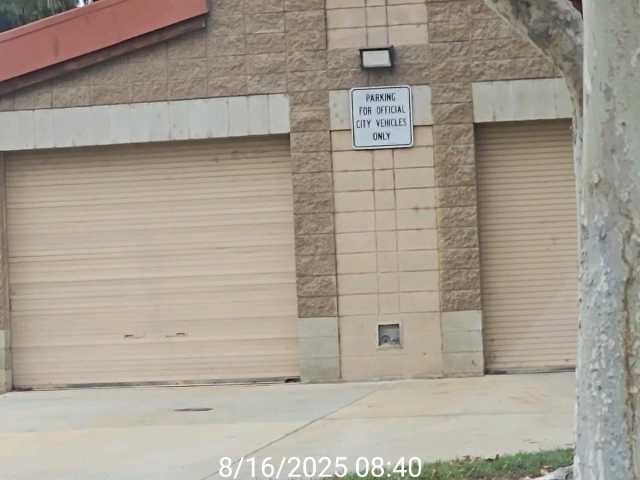 PARKING
FOR OFFICIAL
CITY VEHICLES
ONLY
8/16/2025 08:40